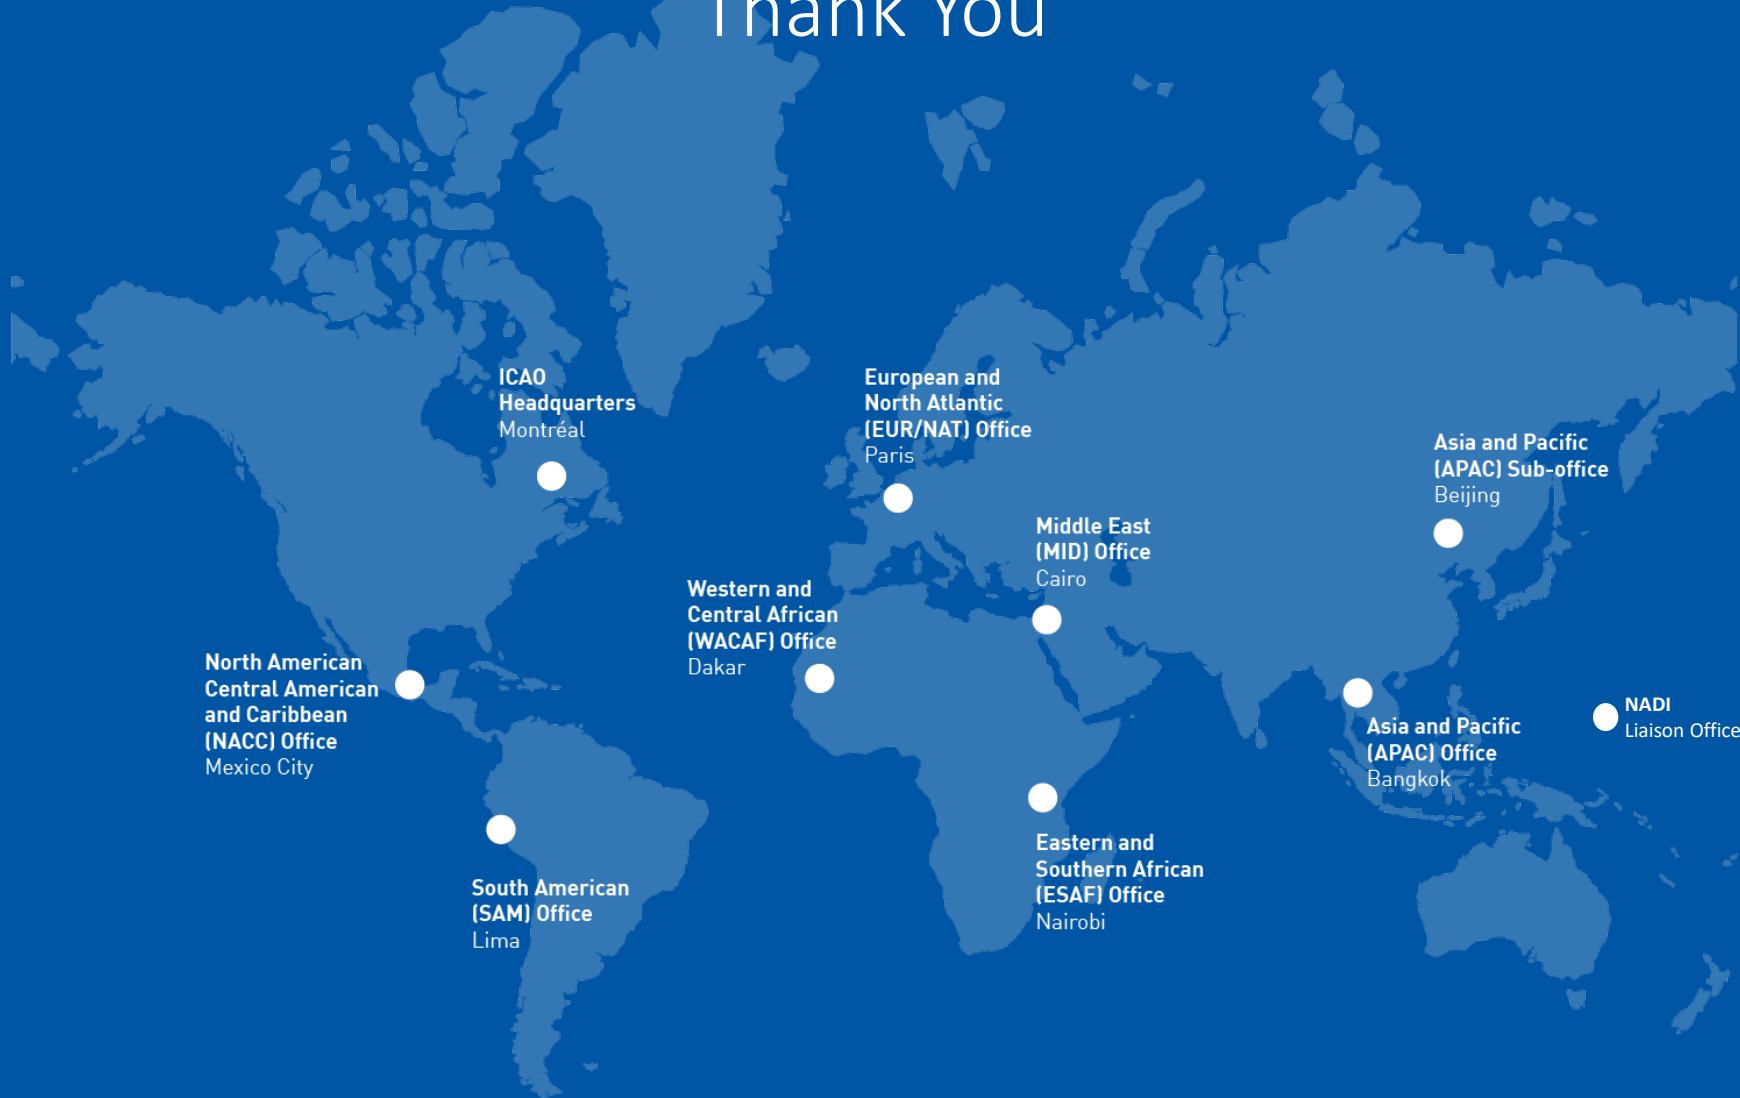 Thank You
ICAO
Headquarters
Montréal
European and
North Atlantic
(EUR/NAT) Office
Paris
Asia and Pacific
(APAC) Sub-office
Beijing
Middle East
(MID) Office
Cairo
Western and
Central African
(WACAF) Office
Dakar
North American
Central American
and Caribbean
(NACC) Office
Mexico City
NADI
Liaison Office
Asia and Pacific
(APAC) Office
Bangkok
Eastern and
Southern African
(ESAF) Office
Nairobi
South American
(SAM) Office
Lima